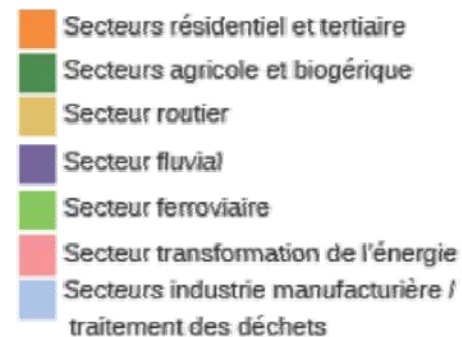 Secteurs résidentiel et tertiaire
Secteurs agricole et biogérique
Secteur routier
Secteur fluvial
Secteur ferroviaire
Secteur transformation de l'énergie
Secteurs industrie manufacturière /
traitement des déchets